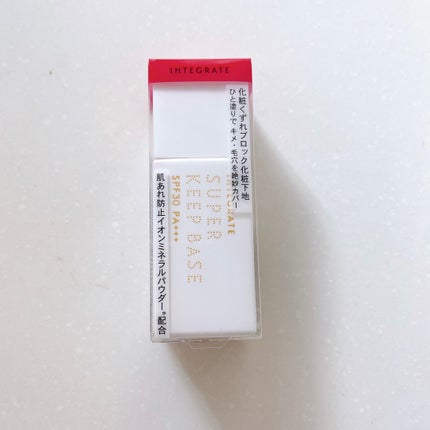 INTEGRATE
化粧くずれブロック化粧下地
ひと塗りで キメ・毛穴を絶妙カバー
INTEGRATE
SUPER
KEEP BASE
SPF30 PA+++
肌あれ防止イオンミネラルパウダー®配合